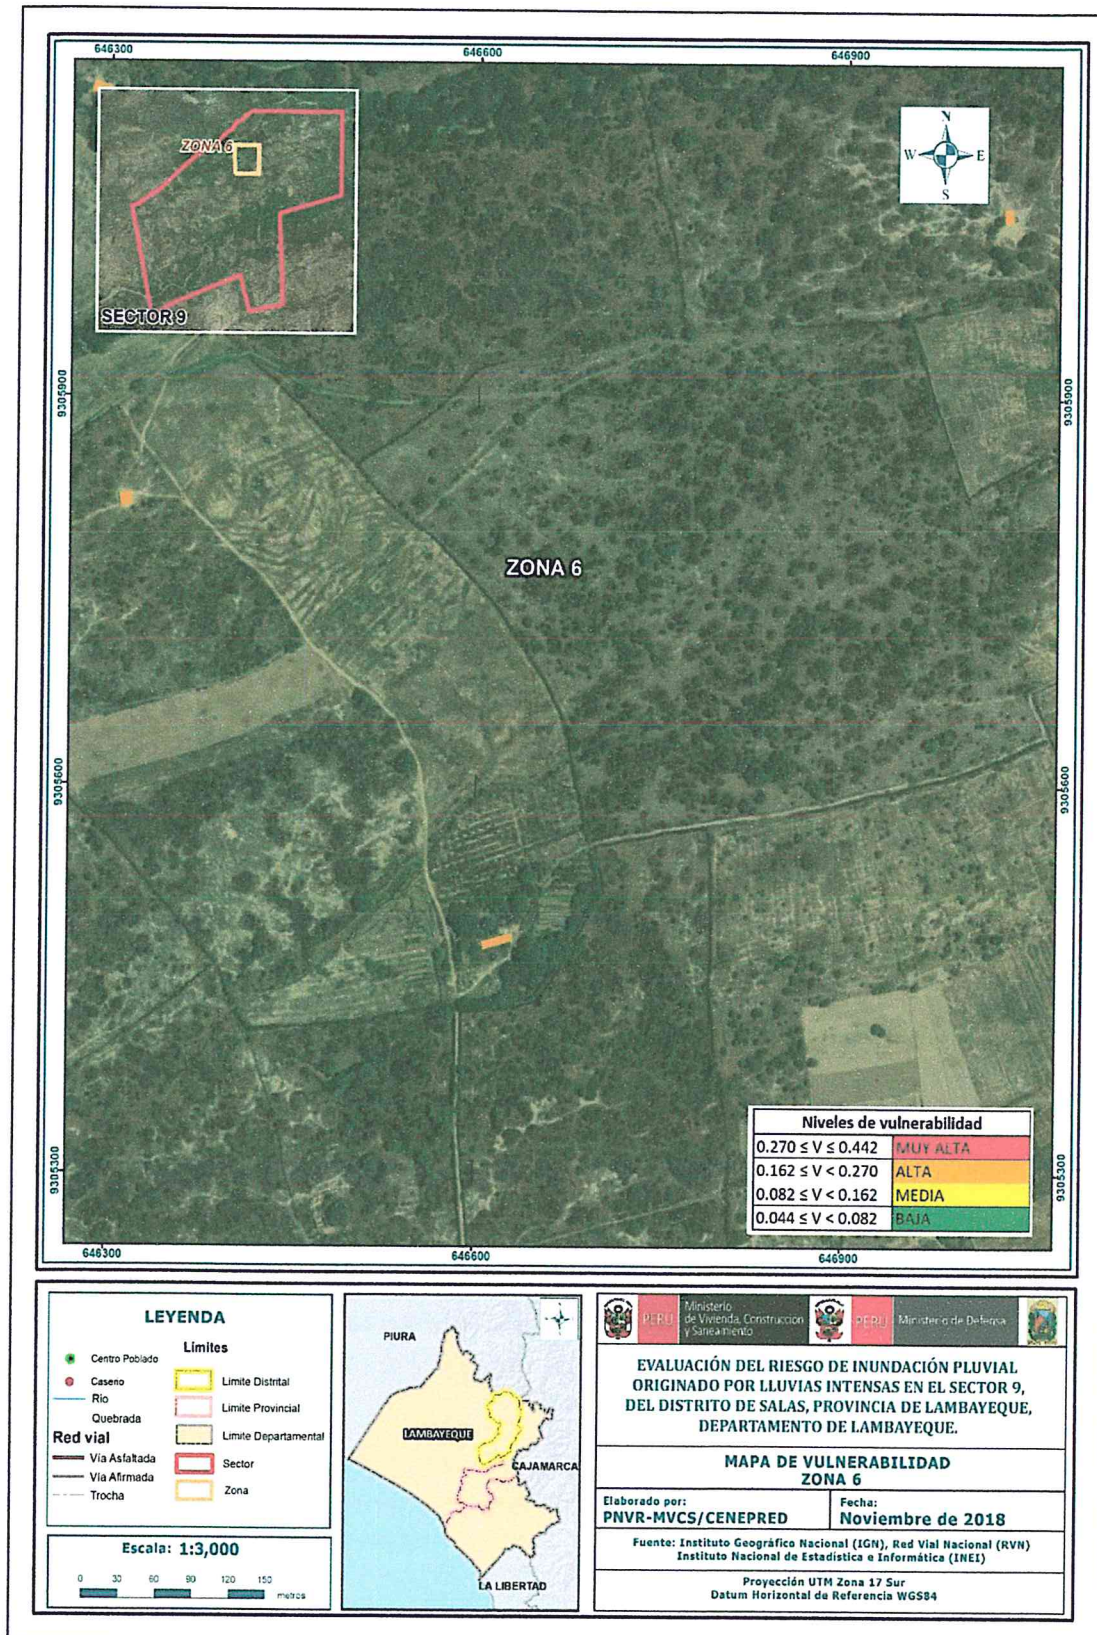 646300
646600
646900
ZONA 6
SECTOR 9
N
W
E
S
9305900
9305900
ZONA 6
9305600
9305600
9305300
9305300
Niveles de vulnerabilidad
0.270 ≤ V ≤ 0.442 MUY ALTA
0.162 ≤ V < 0.270 ALTA
0.082 ≤ V < 0.162 MEDIA
0.044 ≤ V < 0.082 BAJA
646300
646600
646900
LEYENDA
Límites
Centro Poblado
Caseno
Rio
Quebrada
Red vial
Vía Asfaltada
Vía Afirmada
Trocha
Limite Distrital
Limite Provincial
Limite Departamental
Sector
Zona
Escala: 1:3,000
0 30 60 90 120 150
metros
PIURA
LAMBAYEQUE
CAJAMARCA
LA LIBERTAD
PERÚ
Ministerio
de Vivienda, Construcción
y Saneamiento
PERÚ
Ministerio de Defensa
EVALUACIÓN DEL RIESGO DE INUNDACIÓN PLUVIAL
ORIGINADO POR LLUVIAS INTENSAS EN EL SECTOR 9,
DEL DISTRITO DE SALAS, PROVINCIA DE LAMBAYEQUE,
DEPARTAMENTO DE LAMBAYEQUE.
MAPA DE VULNERABILIDAD
ZONA 6
Elaborado por:
PNVR-MVCS/CENEPRED
Fecha:
Noviembre de 2018
Fuente: Instituto Geográfico Nacional (IGN), Red Vial Nacional (RVN)
Instituto Nacional de Estadística e Informática (INEI)
Proyección UTM Zona 17 Sur
Datum Horizontal de Referencia WGS84